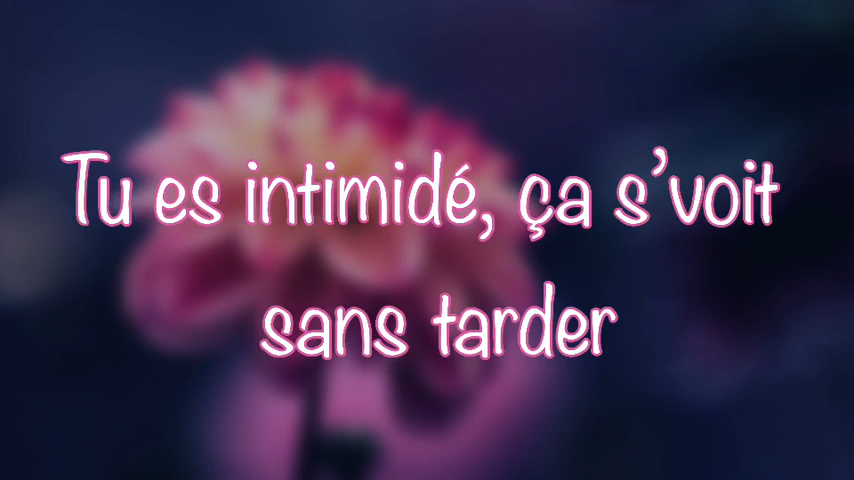 Tu es intimidé, ça s’voit
sans tarder